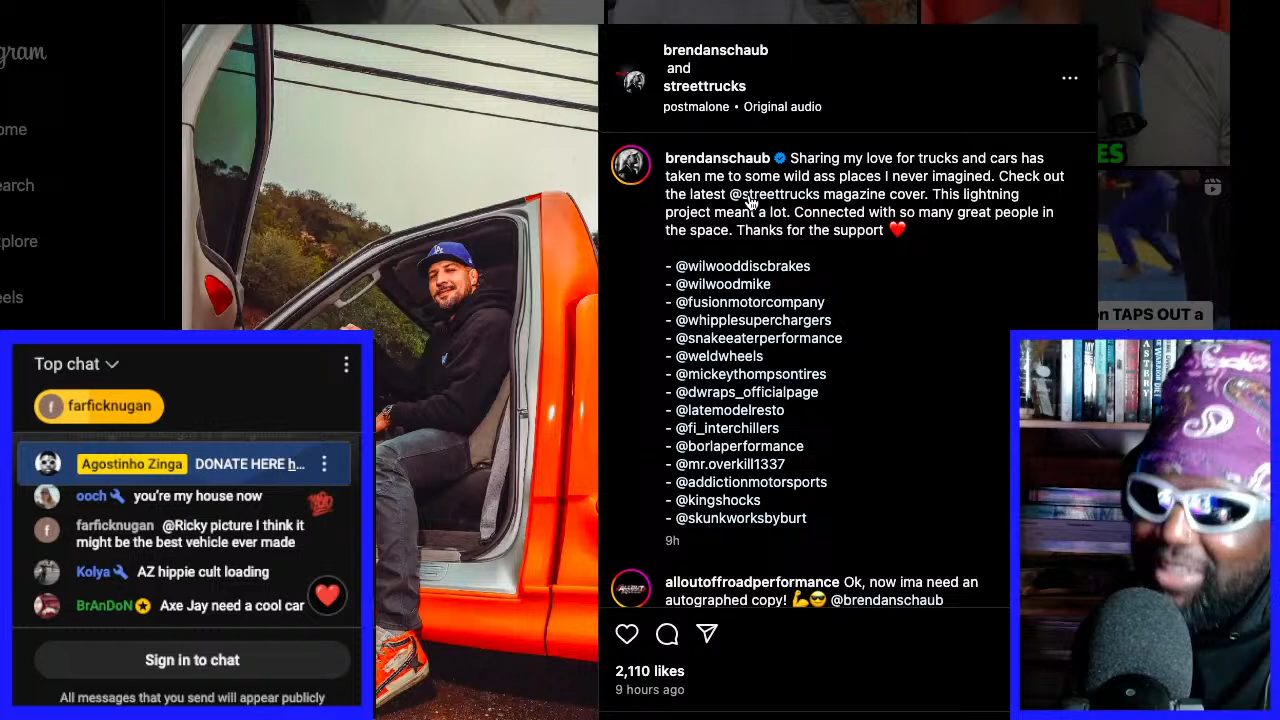 gram
ome
earch
xplore
eels
brendanschaub
and
streettrucks
postmalone • Original audio
brendanschaub Sharing my love for trucks and cars has
taken me to some wild ass places I never imagined. Check out
the latest @streettrucks magazine cover. This lightning
project meant a lot. Connected with so many great people in
the space. Thanks for the support ❤️
- @wilwooddiscbrakes
- @wilwoodmike
- @fusionmotorcompany
- @whipplesuperchargers
- @snakeeaterperformance
- @weldwheels
- @mickeythompsontires
- @dwraps_officialpage
- @latemodelresto
- @fi_interchillers
- @borlaperformance
- @mr.overkill1337
- @addictionmotorsports
- @kingshocks
- @skunkworksbyburt
9h
alloutoffroadperformance Ok, now ima need an
autographed copy! 💪😎 @brendanschaub
2,110 likes
9 hours ago
ES
n TAPS OUT a
Top chat
f farficknugan
Agostinho Zinga DONATE HERE h...
ooch you're my house now
f farficknugan @Ricky picture I think it
might be the best vehicle ever made
Kolya AZ hippie cult loading
BrAnDoN Axe Jay need a cool car
Sign in to chat
All messages that you send will appear publicly